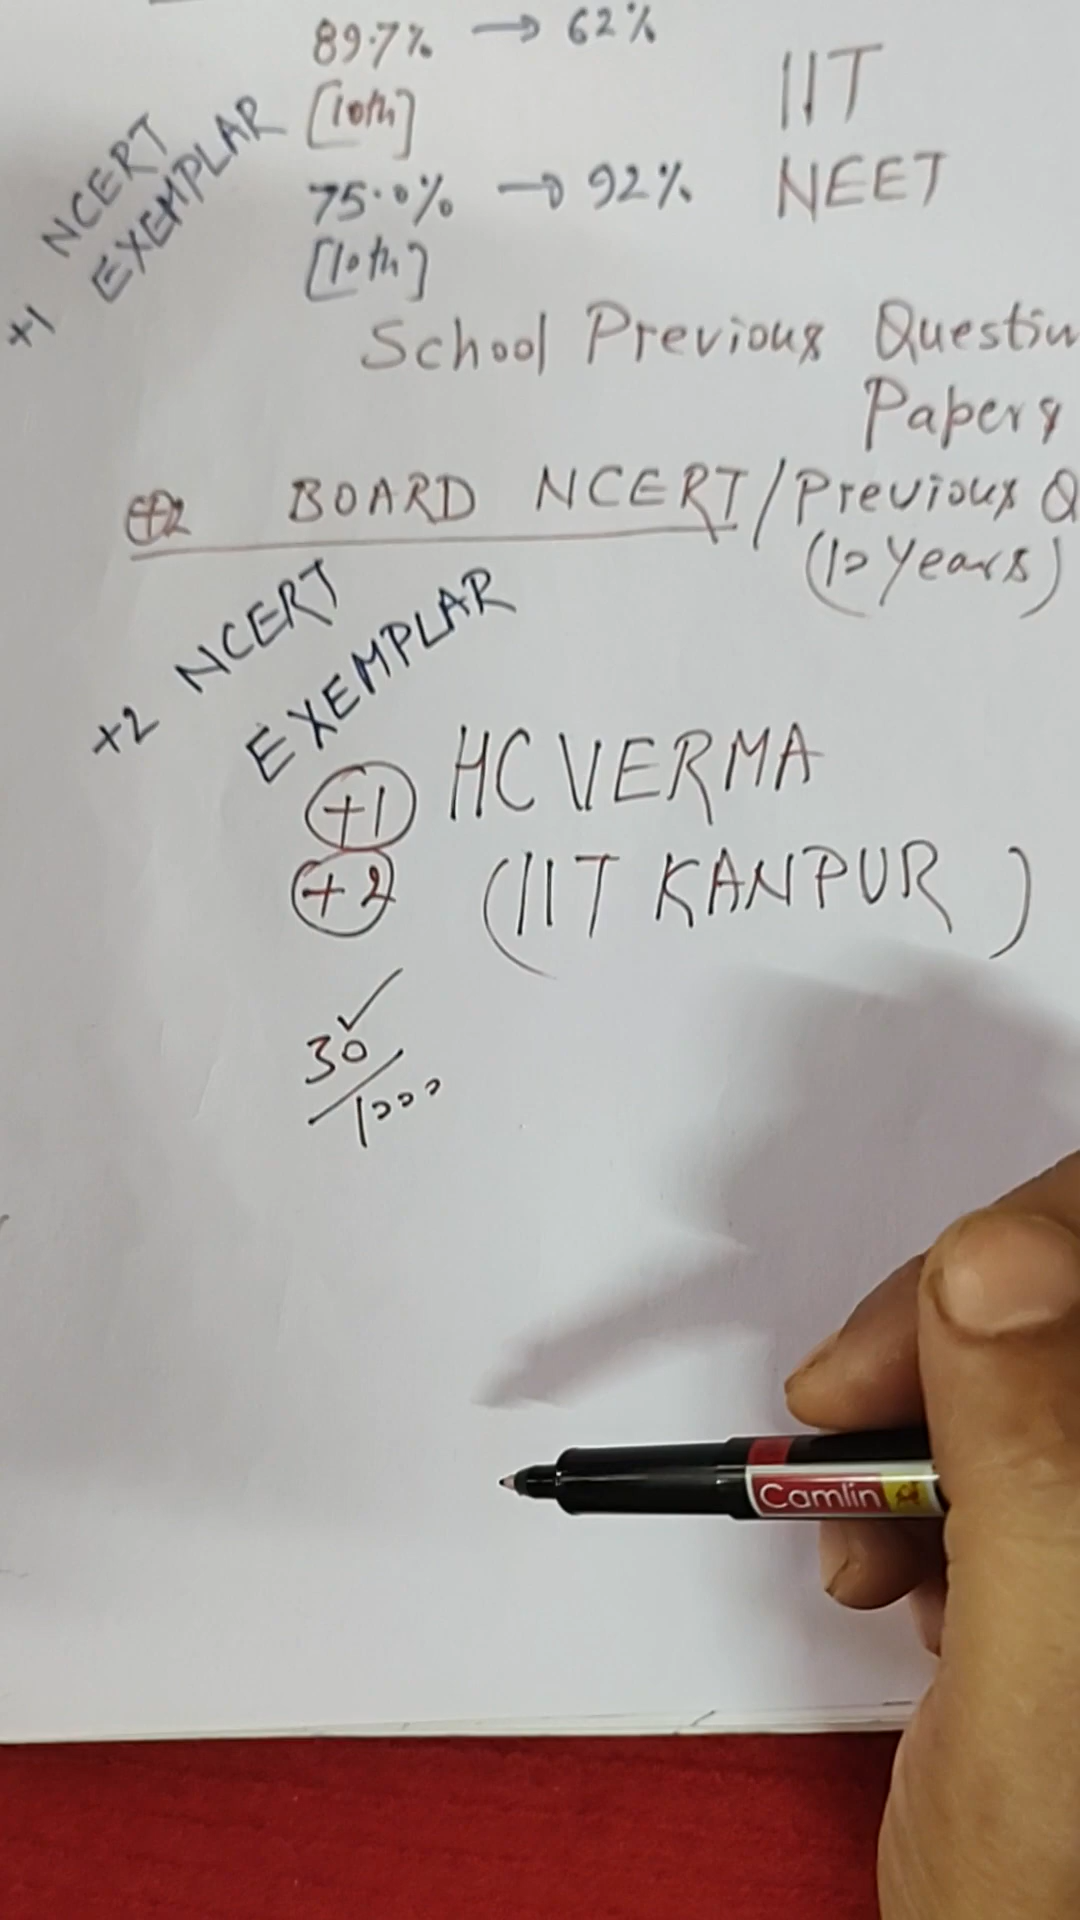 89.7% → 62%
[10th]
IIT
75.0% → 92%
[10th]
NEET
+1 NCERT
EXEMPLAR
School Previous Question
Papers
+2 BOARD NCERT/Previous Q
(10 Years)
+2 NCERT
EXEMPLAR
+1 HC VERMA
+2 (IIT KANPUR)
30
/1000
Camlin